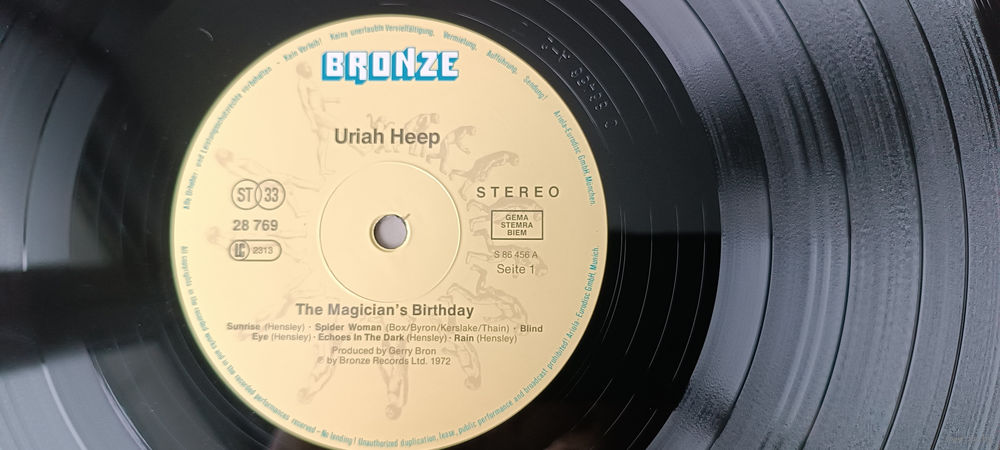 Alle Urheber- und Leistungsschutzrechte vorbehalten - Kein Verleih! Keine unerlaubte Vervielfältigung, Vermietung, Aufführung, Sendung!
Ariola-Eurodisc GmbH, München.
BRONZE
Uriah Heep
ST 33
STEREO
28 769
GEMA
STEMRA
BIEM
LC 2313
S 86 456 A
Seite 1
The Magician's Birthday
Sunrise (Hensley) · Spider Woman (Box/Byron/Kerslake/Thain) · Blind
Eye (Hensley) · Echoes In The Dark (Hensley) · Rain (Hensley)
Produced by Gerry Bron
℗ by Bronze Records Ltd. 1972
All copyrights in the recorded works and in the recorded performances reserved - No lending! Unauthorized duplication, lease, public performance and broadcast prohibited! Ariola-Eurodisc GmbH, Munich.